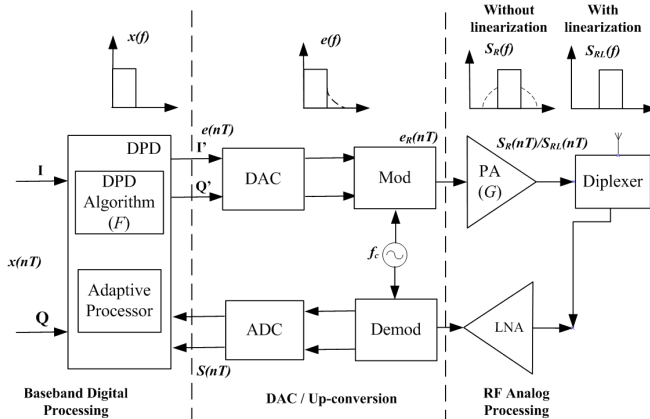 Without
linearization
With
linearization
x(f)
e(f)
S_R(f)
S_RL(f)
e(nT)
e_R(nT)
S_R(nT)/S_RL(nT)
I
DPD
I'
Q'
DPD
Algorithm
(F)
DAC
Mod
PA
(G)
Diplexer
x(nT)
f_c
Adaptive
Processor
Q
ADC
Demod
LNA
S(nT)
Baseband Digital
Processing
DAC / Up-conversion
RF Analog
Processing